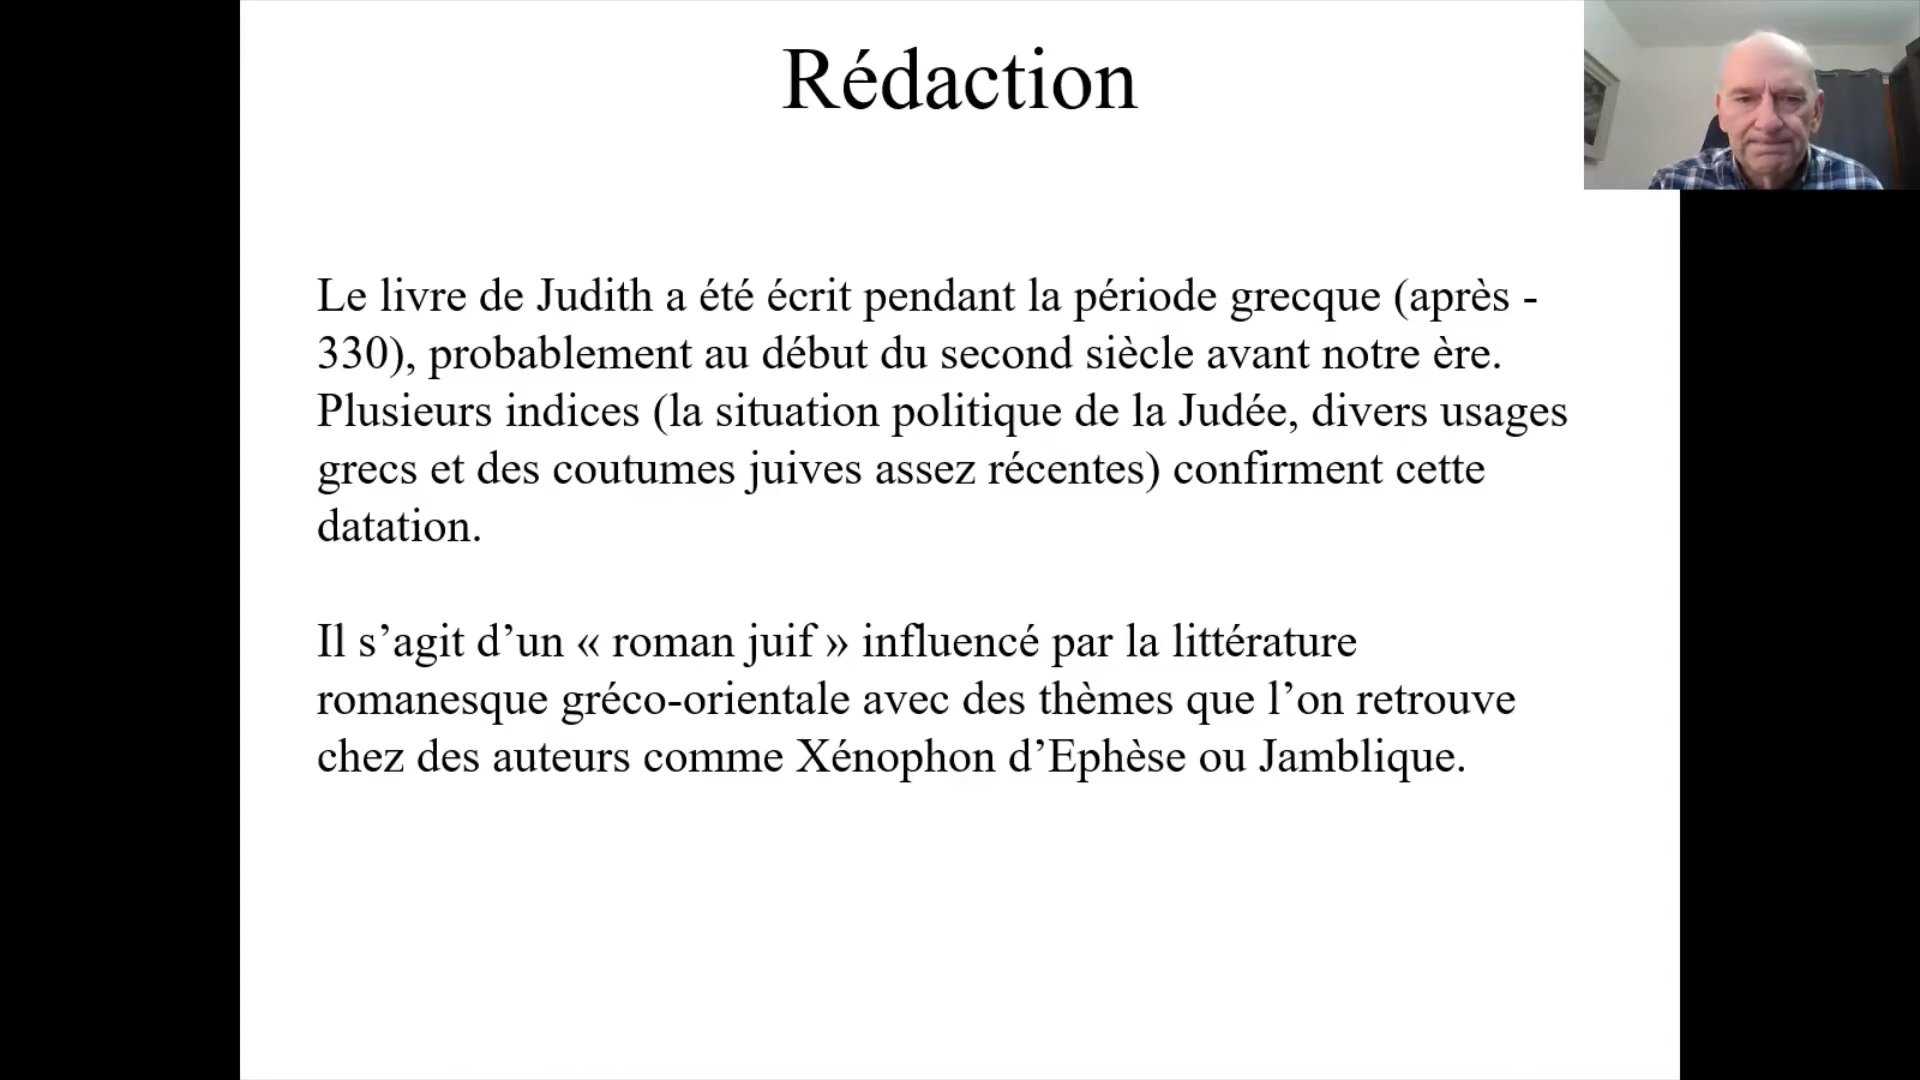 Rédaction
Le livre de Judith a été écrit pendant la période grecque (après -
330), probablement au début du second siècle avant notre ère.
Plusieurs indices (la situation politique de la Judée, divers usages
grecs et des coutumes juives assez récentes) confirment cette
datation.
Il s’agit d’un « roman juif » influencé par la littérature
romanesque gréco-orientale avec des thèmes que l’on retrouve
chez des auteurs comme Xénophon d’Ephèse ou Jamblique.